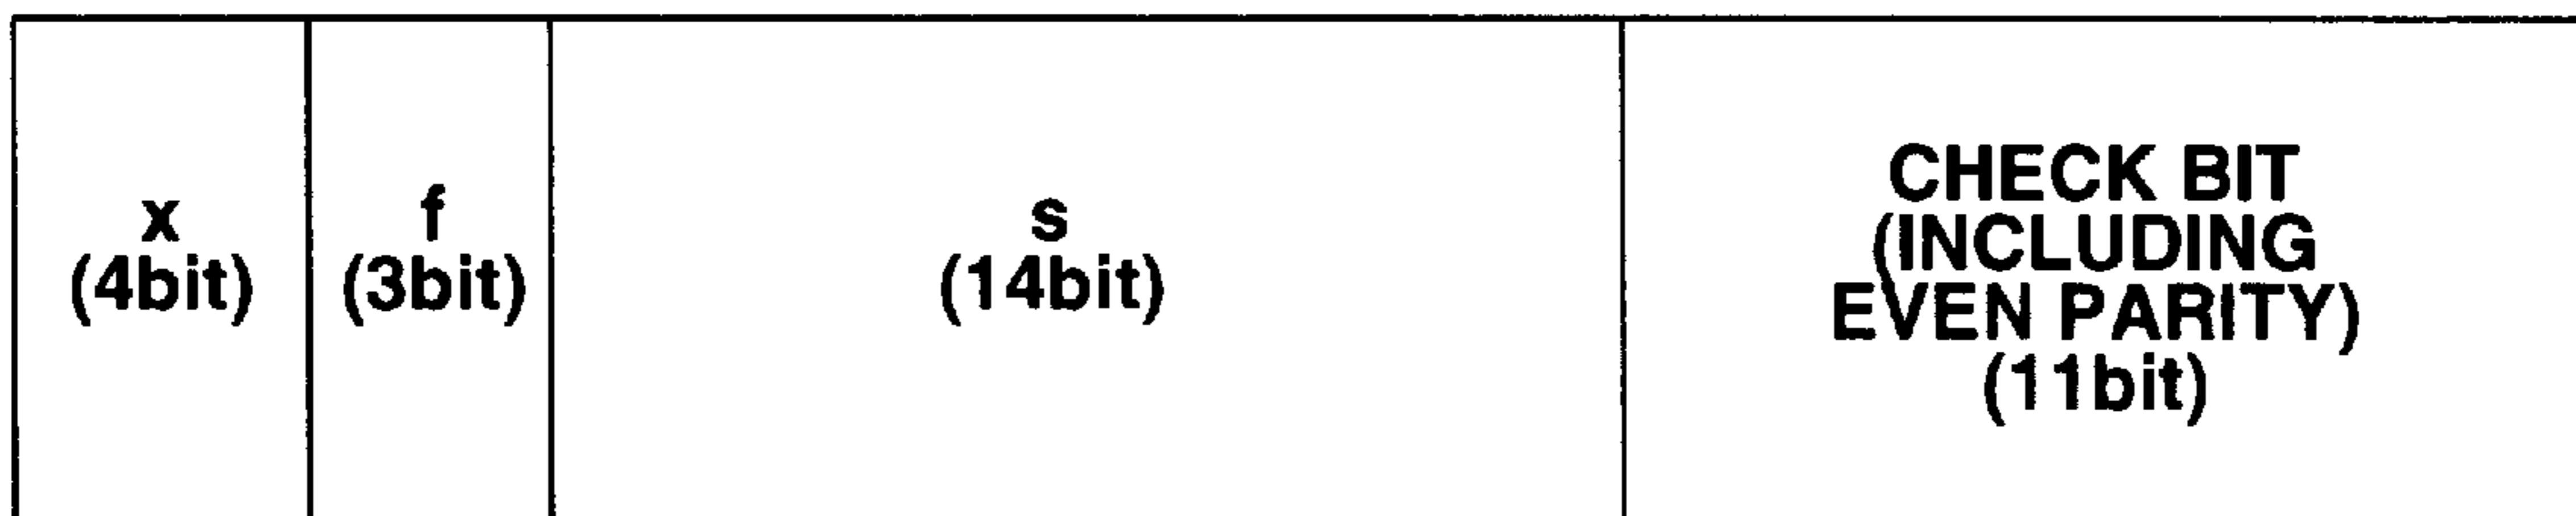 x
(4bit)
f
(3bit)
s
(14bit)
CHECK BIT
(INCLUDING
EVEN PARITY)
(11bit)